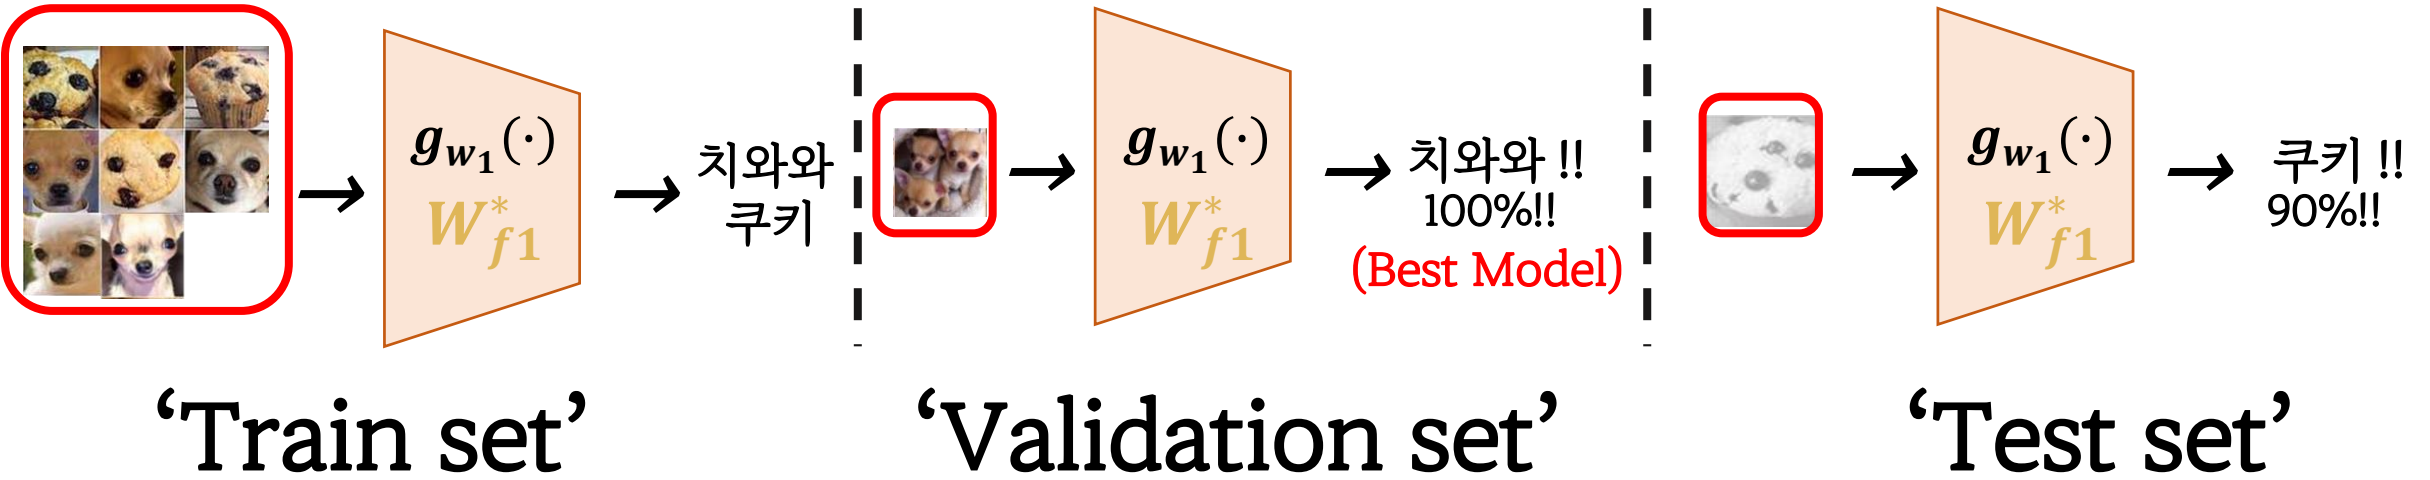 → g_{w_1}(·) → 치와와
W^*_{f1} 쿠키
→ g_{w_1}(·) → 치와와 !!
W^*_{f1} 100%!!
(Best Model)
→ g_{w_1}(·) → 쿠키 !!
W^*_{f1} 90%!!
‘Train set’
‘Validation set’
‘Test set’